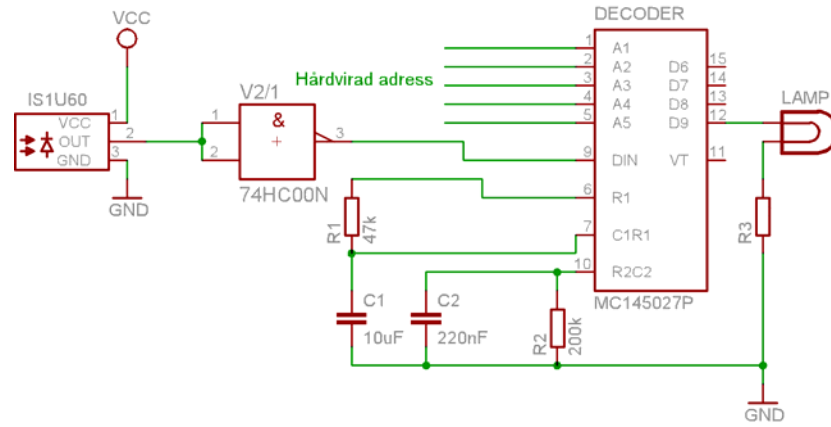 DECODER
VCC
IS1U60
VCC 1
OUT 2
GND 3
GND
V2/1
1
2
&
+
3
74HC00N
Hårdvirad adress
1 A1
2 A2
3 A3
4 A4
5 A5
9 DIN
6 R1
7 C1R1
10 R2C2
D6 15
D7 14
D8 13
D9 12
VT 11
MC145027P
LAMP
R1
47k
C1
10uF
C2
220nF
R2
200k
R3
GND